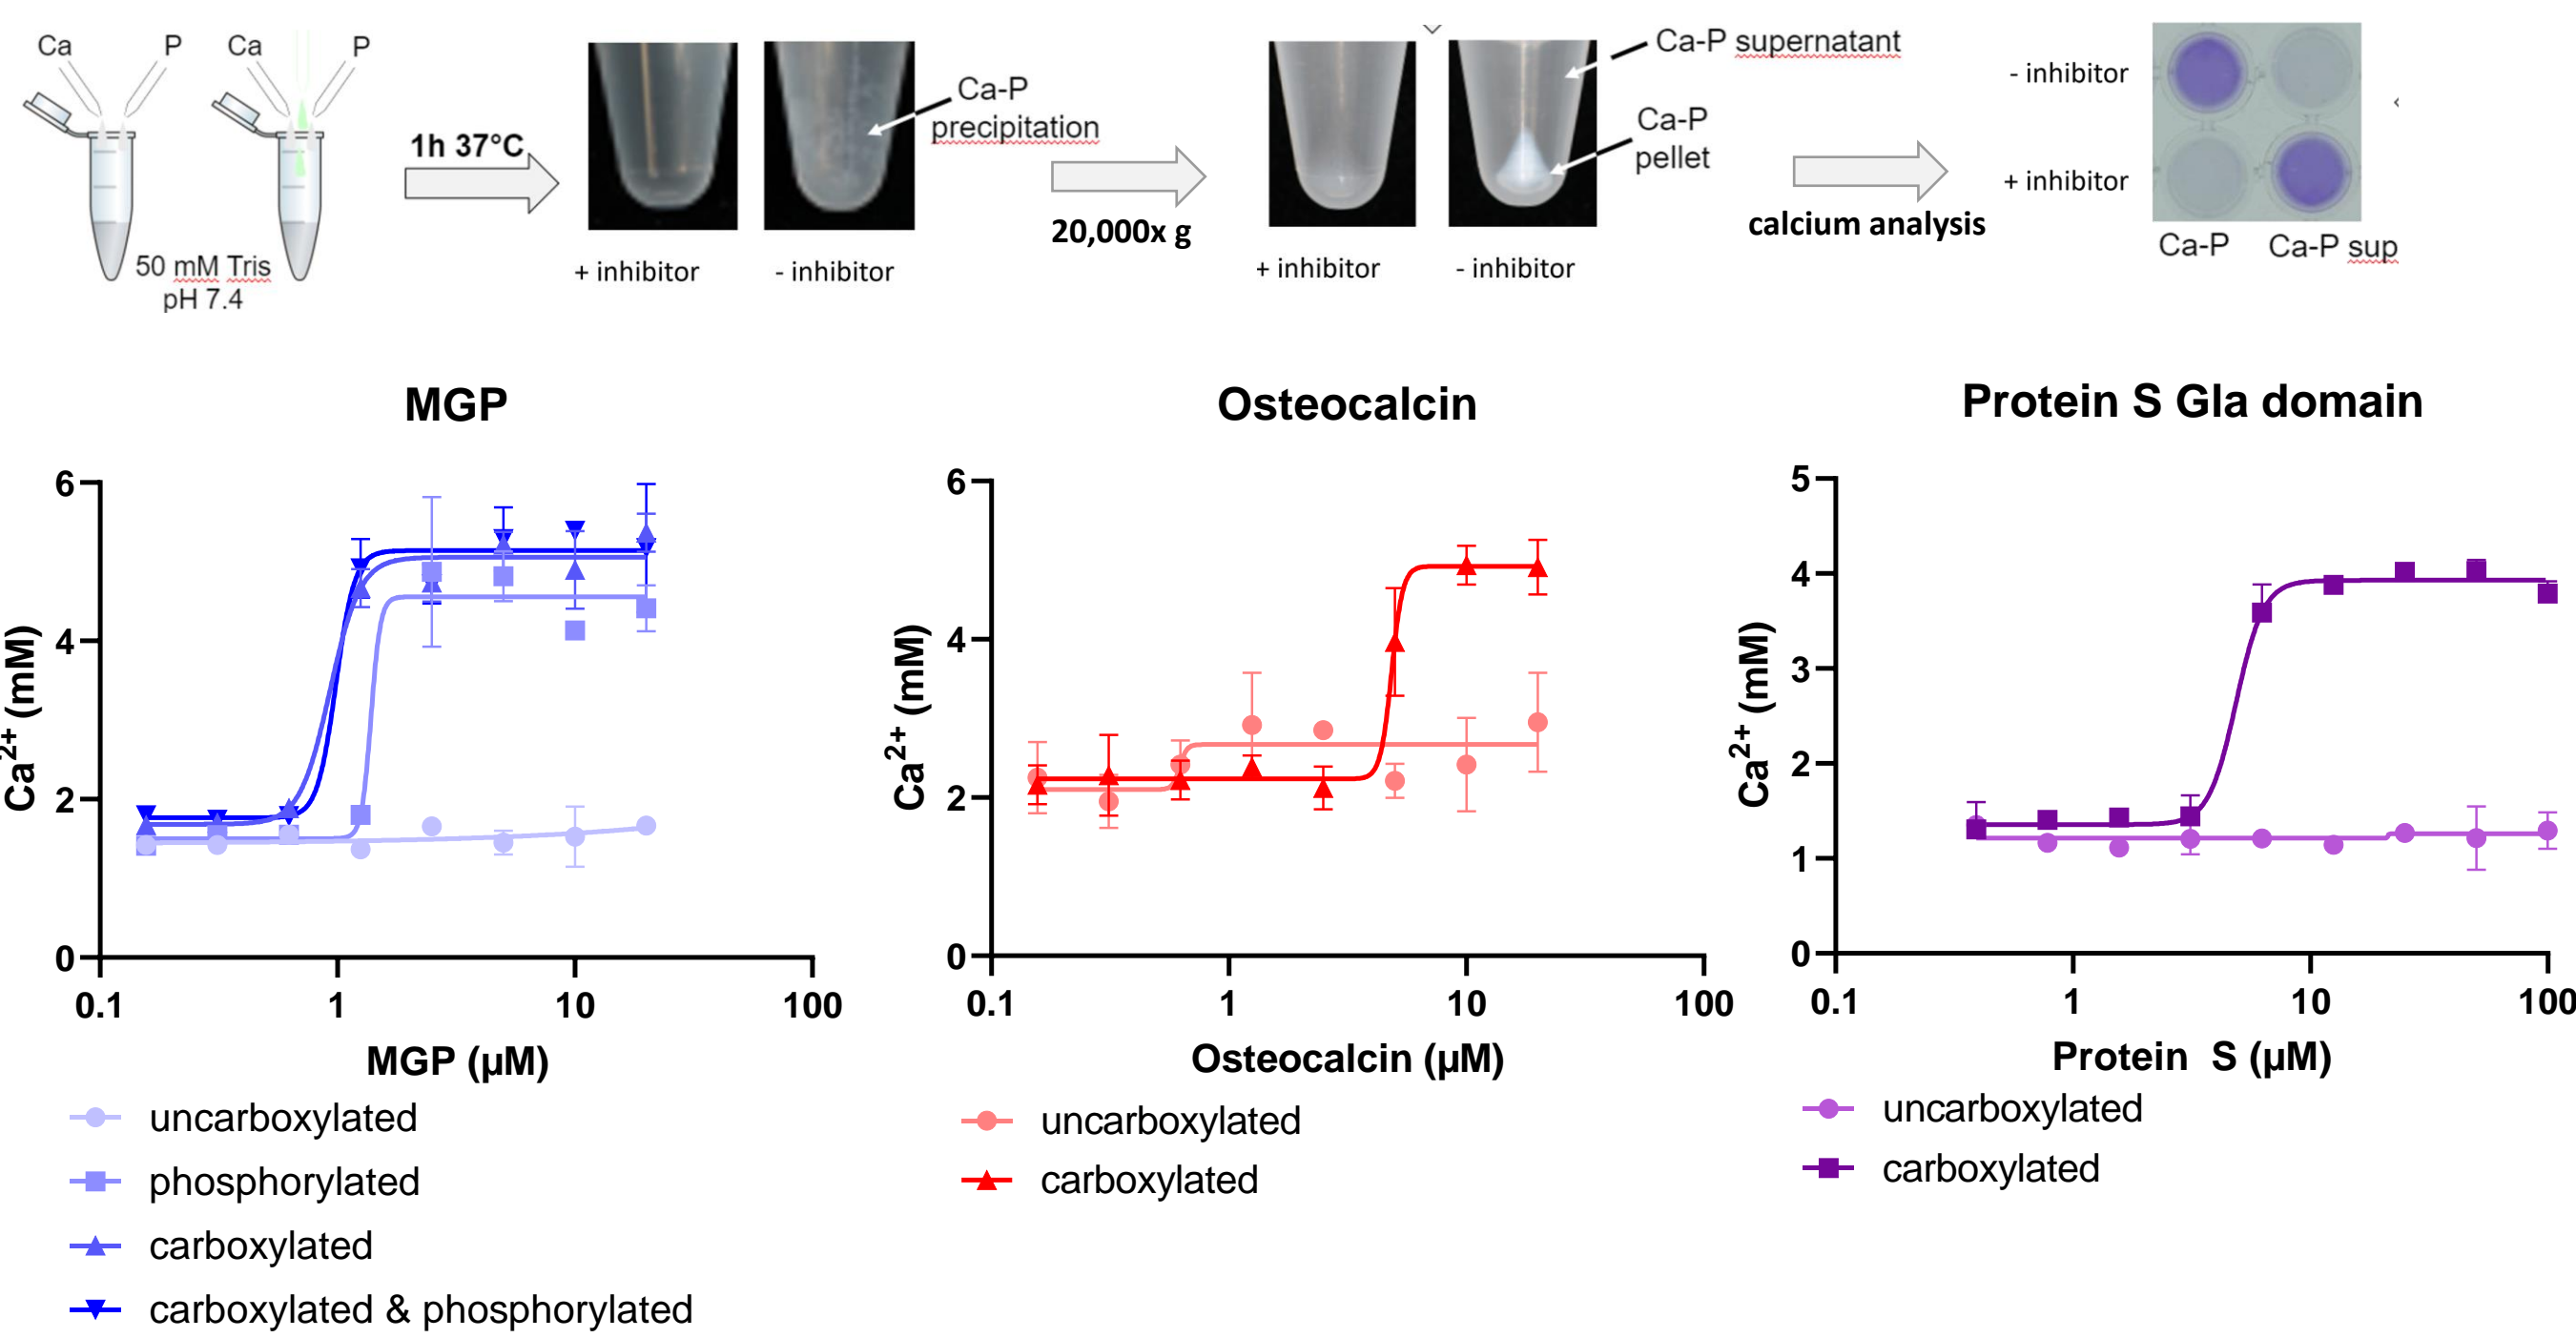 Ca P Ca P
50 mM Tris
pH 7.4
1h 37°C
+ inhibitor - inhibitor
Ca-P
precipitation
20,000x g
+ inhibitor - inhibitor
Ca-P supernatant
Ca-P
pellet
calcium analysis
- inhibitor
+ inhibitor
Ca-P Ca-P sup
MGP
6
4
2
0
Ca2+ (mM)
0.1 1 10 100
MGP (µM)
uncarboxylated
phosphorylated
carboxylated
carboxylated & phosphorylated
Osteocalcin
6
4
2
0
Ca2+ (mM)
0.1 1 10 100
Osteocalcin (µM)
uncarboxylated
carboxylated
Protein S Gla domain
5
4
3
2
1
0
Ca2+ (mM)
0.1 1 10 100
Protein S (µM)
uncarboxylated
carboxylated